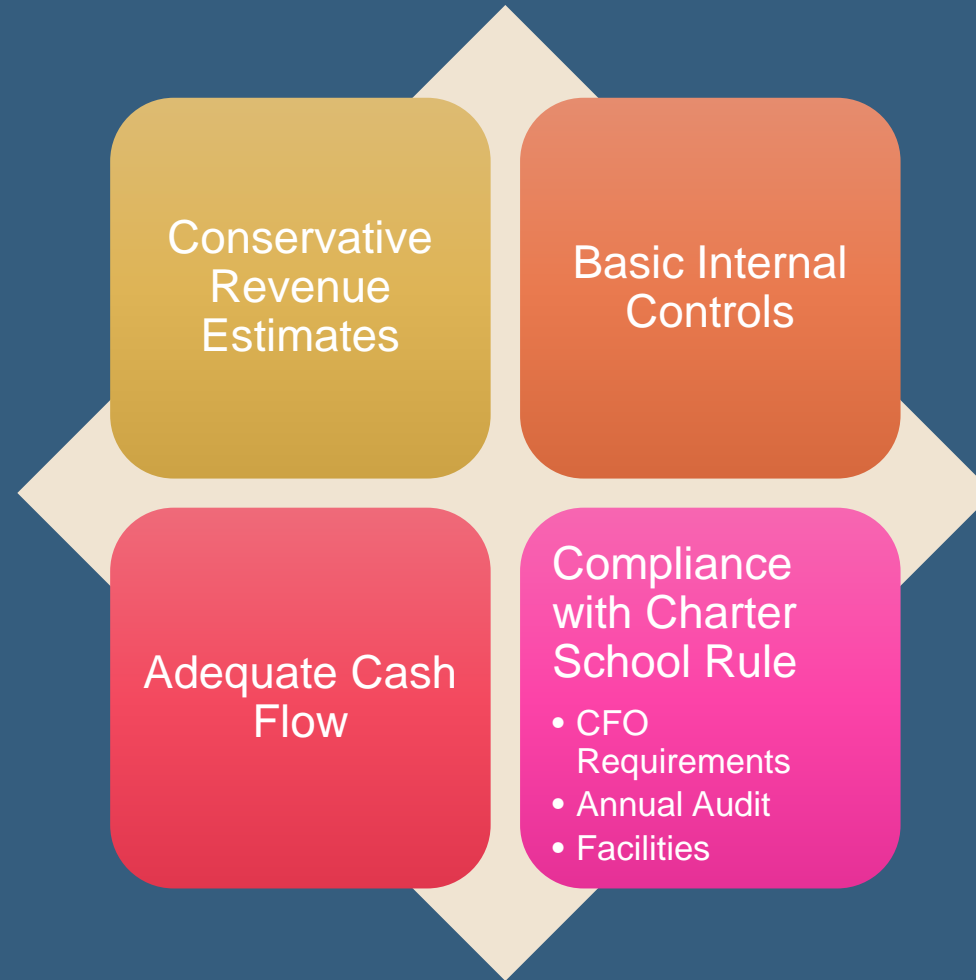 Conservative
Revenue
Estimates
Basic Internal
Controls
Adequate Cash
Flow
Compliance
with Charter
School Rule
• CFO
Requirements
• Annual Audit
• Facilities